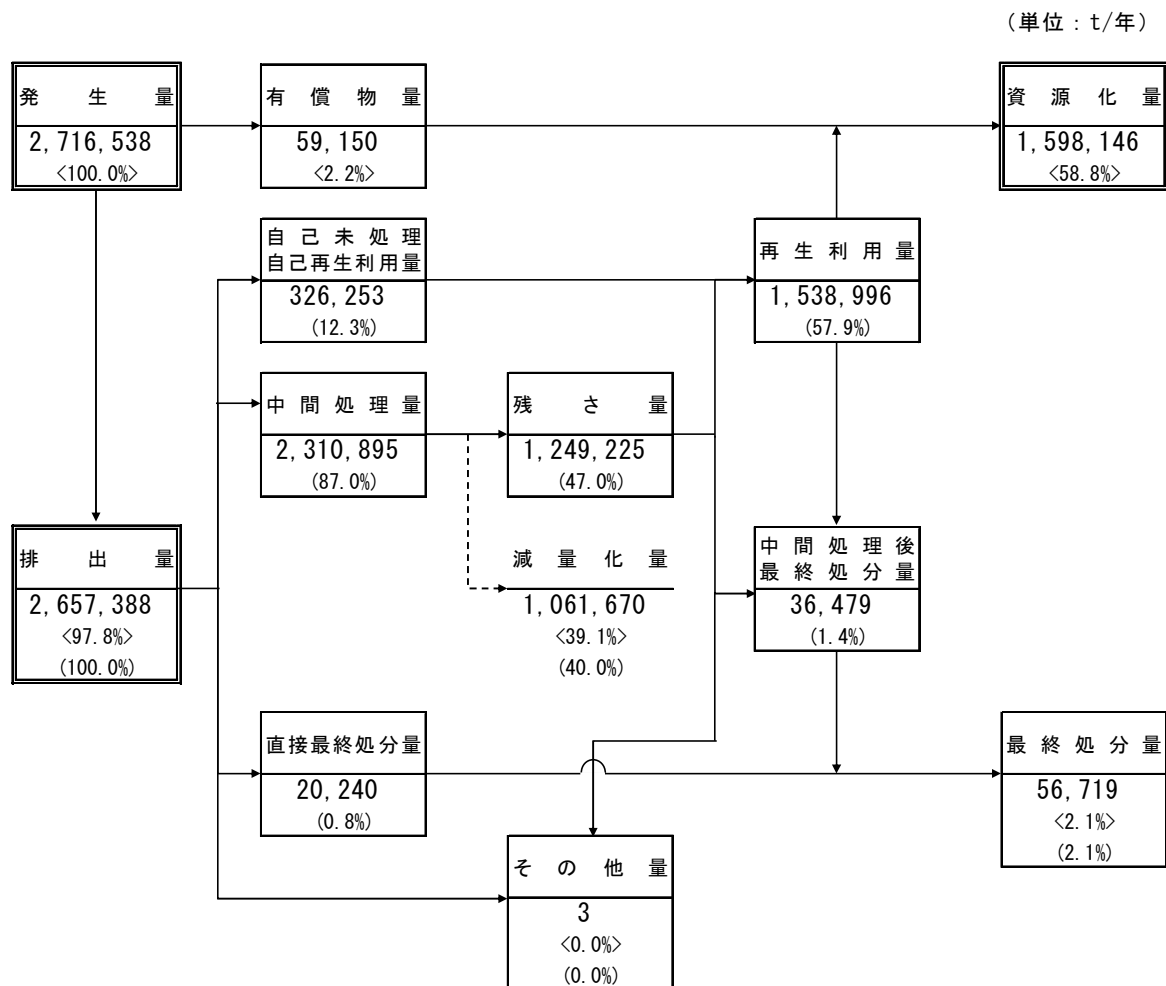 （単位：t/年）
発生量
2,716,538
<100.0%>
有償物量
59,150
<2.2%>
資源化量
1,598,146
<58.8%>
自己未処理
自己再生利用量
326,253
(12.3%)
再生利用量
1,538,996
(57.9%)
中間処理量
2,310,895
(87.0%)
残さ量
1,249,225
(47.0%)
排出量
2,657,388
<97.8%>
(100.0%)
減量化量
1,061,670
<39.1%>
(40.0%)
中間処理後
最終処分量
36,479
(1.4%)
直接最終処分量
20,240
(0.8%)
最終処分量
56,719
<2.1%>
(2.1%)
その他量
3
<0.0%>
(0.0%)